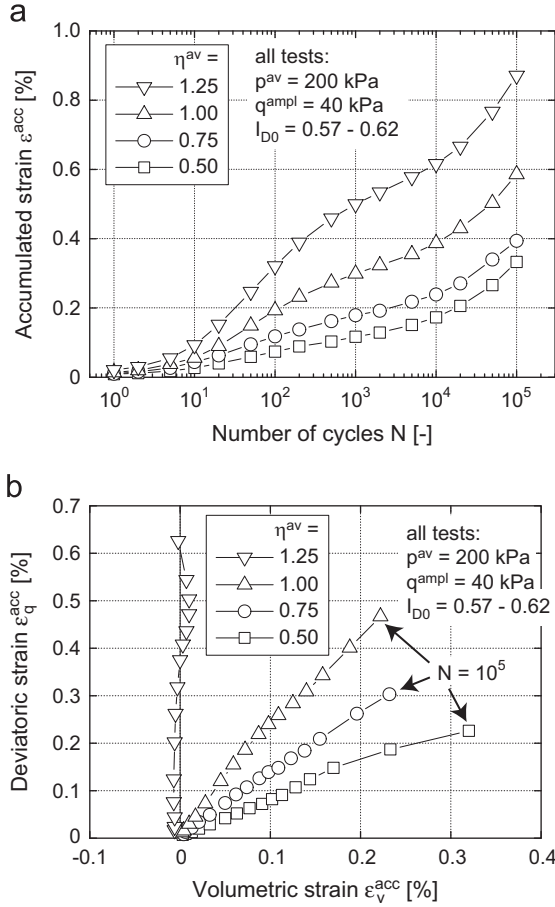 a
Accumulated strain ε^acc [%]
1.0
0.8
0.6
0.4
0.2
0
η^av =
1.25
1.00
0.75
0.50
all tests:
p^av = 200 kPa
q^ampl = 40 kPa
I_D0 = 0.57 - 0.62
10^0 10^1 10^2 10^3 10^4 10^5
Number of cycles N [-]
b
Deviatoric strain ε_q^acc [%]
0.7
0.6
0.5
0.4
0.3
0.2
0.1
0
η^av =
1.25
1.00
0.75
0.50
all tests:
p^av = 200 kPa
q^ampl = 40 kPa
I_D0 = 0.57 - 0.62
N = 10^5
-0.1 0 0.1 0.2 0.3 0.4
Volumetric strain ε_v^acc [%]